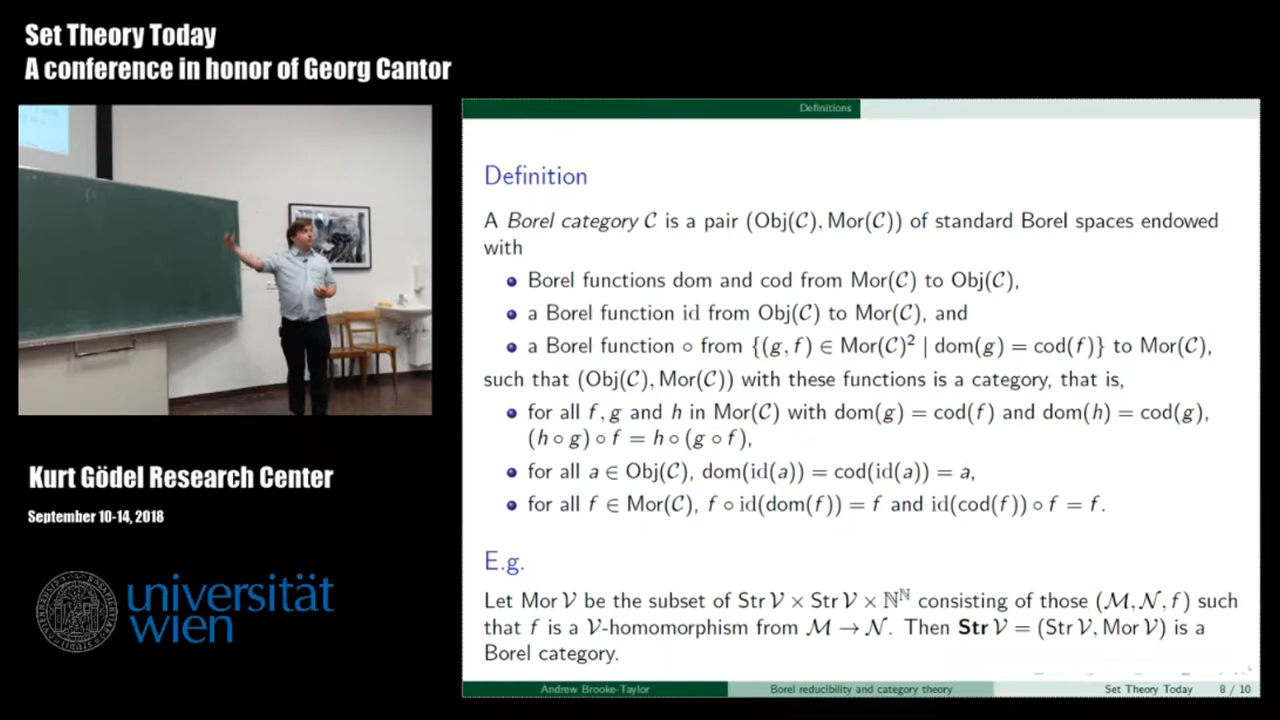 Set Theory Today
A conference in honor of Georg Cantor
Kurt Gödel Research Center
September 10-14, 2018
universität
wien
Definitions
Definition
A Borel category 𝒞 is a pair (Obj(𝒞), Mor(𝒞)) of standard Borel spaces endowed
with
• Borel functions dom and cod from Mor(𝒞) to Obj(𝒞),
• a Borel function id from Obj(𝒞) to Mor(𝒞), and
• a Borel function ∘ from {(g, f) ∈ Mor(𝒞)² | dom(g) = cod(f)} to Mor(𝒞),
such that (Obj(𝒞), Mor(𝒞)) with these functions is a category, that is,
• for all f, g and h in Mor(𝒞) with dom(g) = cod(f) and dom(h) = cod(g),
(h ∘ g) ∘ f = h ∘ (g ∘ f),
• for all a ∈ Obj(𝒞), dom(id(a)) = cod(id(a)) = a,
• for all f ∈ Mor(𝒞), f ∘ id(dom(f)) = f and id(cod(f)) ∘ f = f.
E.g.
Let Mor 𝒱 be the subset of Str 𝒱 × Str 𝒱 × ℕ^ℕ consisting of those (ℳ, 𝒩, f) such
that f is a 𝒱-homomorphism from ℳ → 𝒩. Then Str 𝒱 = (Str 𝒱, Mor 𝒱) is a
Borel category.
Andrew Brooke-Taylor Borel reducibility and category theory Set Theory Today 8 / 10